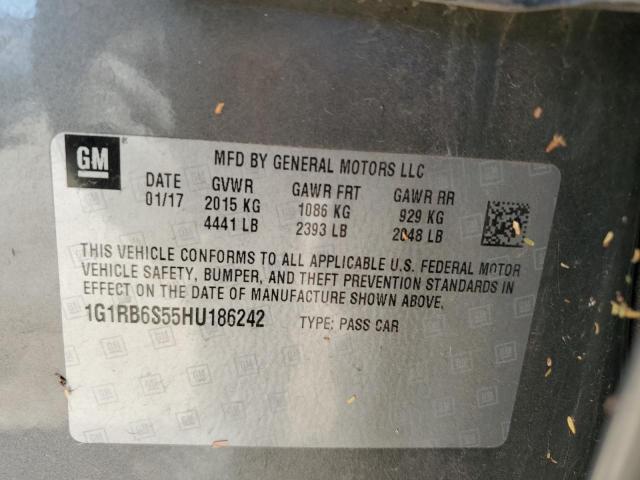 GM
MFD BY GENERAL MOTORS LLC
DATE GVWR GAWR FRT GAWR RR
01/17 2015 KG 1086 KG 929 KG
4441 LB 2393 LB 2048 LB
THIS VEHICLE CONFORMS TO ALL APPLICABLE U.S. FEDERAL MOTOR
VEHICLE SAFETY, BUMPER, AND THEFT PREVENTION STANDARDS IN
EFFECT ON THE DATE OF MANUFACTURE SHOWN ABOVE.
1G1RB6S55HU186242 TYPE: PASS CAR